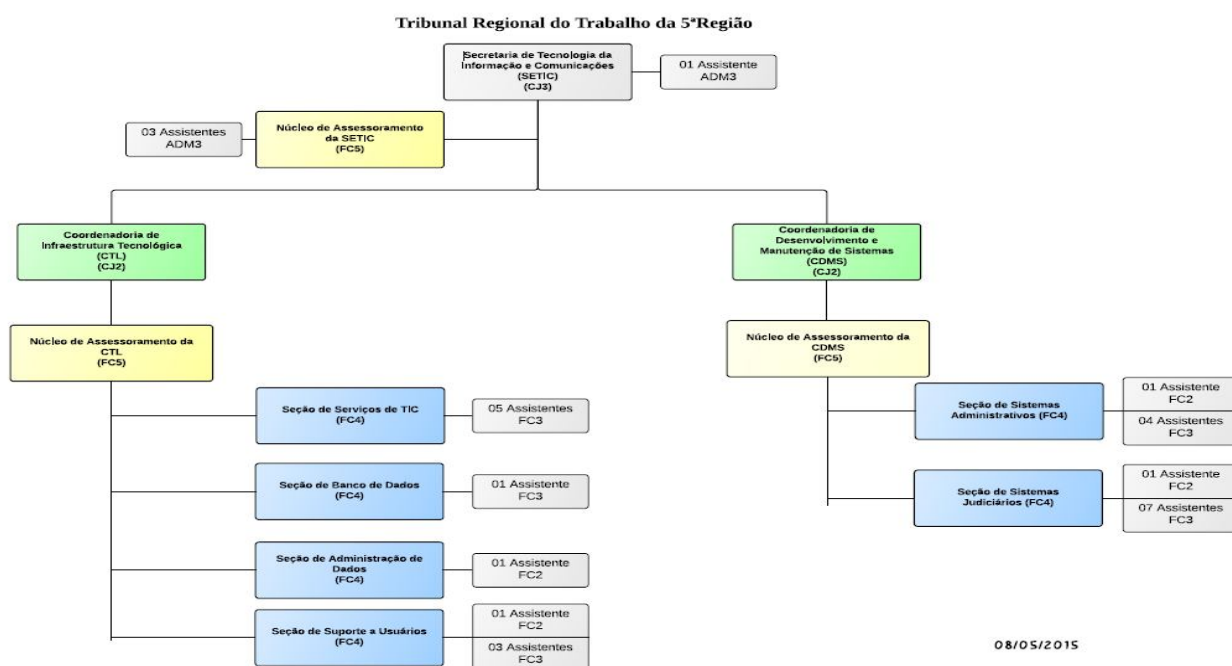 Tribunal Regional do Trabalho da 5ªRegião
Secretaria de Tecnologia da
Informação e Comunicações
(SETIC)
(CJ3)
01 Assistente
ADM3
Núcleo de Assessoramento
da SETIC
(FC5)
03 Assistentes
ADM3
Coordenadoria de
Infraestrutura Tecnológica
(CTL)
(CJ2)
Núcleo de Assessoramento da
CTL
(FC5)
Seção de Serviços de TIC
(FC4)
05 Assistentes
FC3
Seção de Banco de Dados
(FC4)
01 Assistente
FC3
Seção de Administração de
Dados
(FC4)
01 Assistente
FC2
Seção de Suporte a Usuários
(FC4)
01 Assistente
FC2
03 Assistentes
FC3
Coordenadoria de
Desenvolvimento e
Manutenção de Sistemas
(CDMS)
(CJ2)
Núcleo de Assessoramento da
CDMS
(FC5)
Seção de Sistemas
Administrativos (FC4)
01 Assistente
FC2
04 Assistentes
FC3
Seção de Sistemas
Judiciários (FC4)
01 Assistente
FC2
07 Assistentes
FC3
08/05/2015